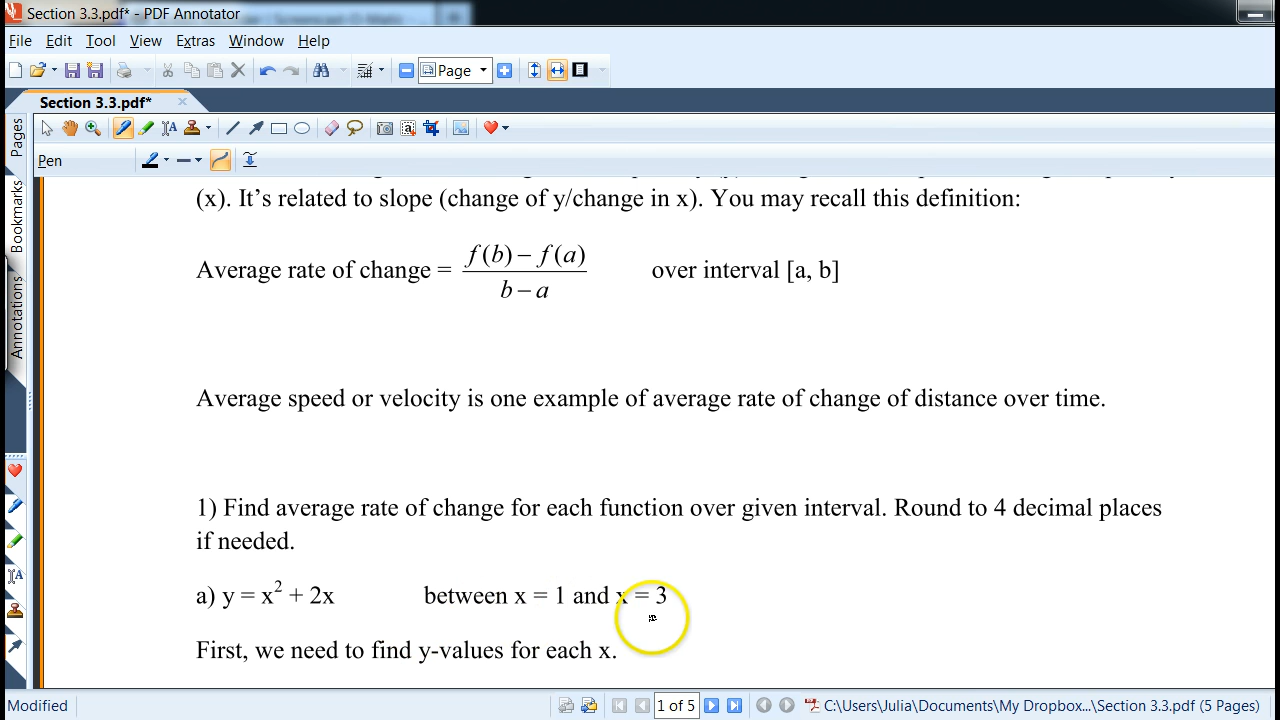 Section 3.3.pdf* - PDF Annotator
File Edit Tool View Extras Window Help
Page
Section 3.3.pdf*
Pages
Bookmarks
Annotations
Pen
(x). It’s related to slope (change of y/change in x). You may recall this definition:
Average rate of change = f(b) − f(a) / b − a over interval [a, b]
Average speed or velocity is one example of average rate of change of distance over time.
1) Find average rate of change for each function over given interval. Round to 4 decimal places
if needed.
a) y = x² + 2x between x = 1 and x = 3
First, we need to find y-values for each x.
Modified 1 of 5 C:\Users\Julia\Documents\My Dropbox...\Section 3.3.pdf (5 Pages)